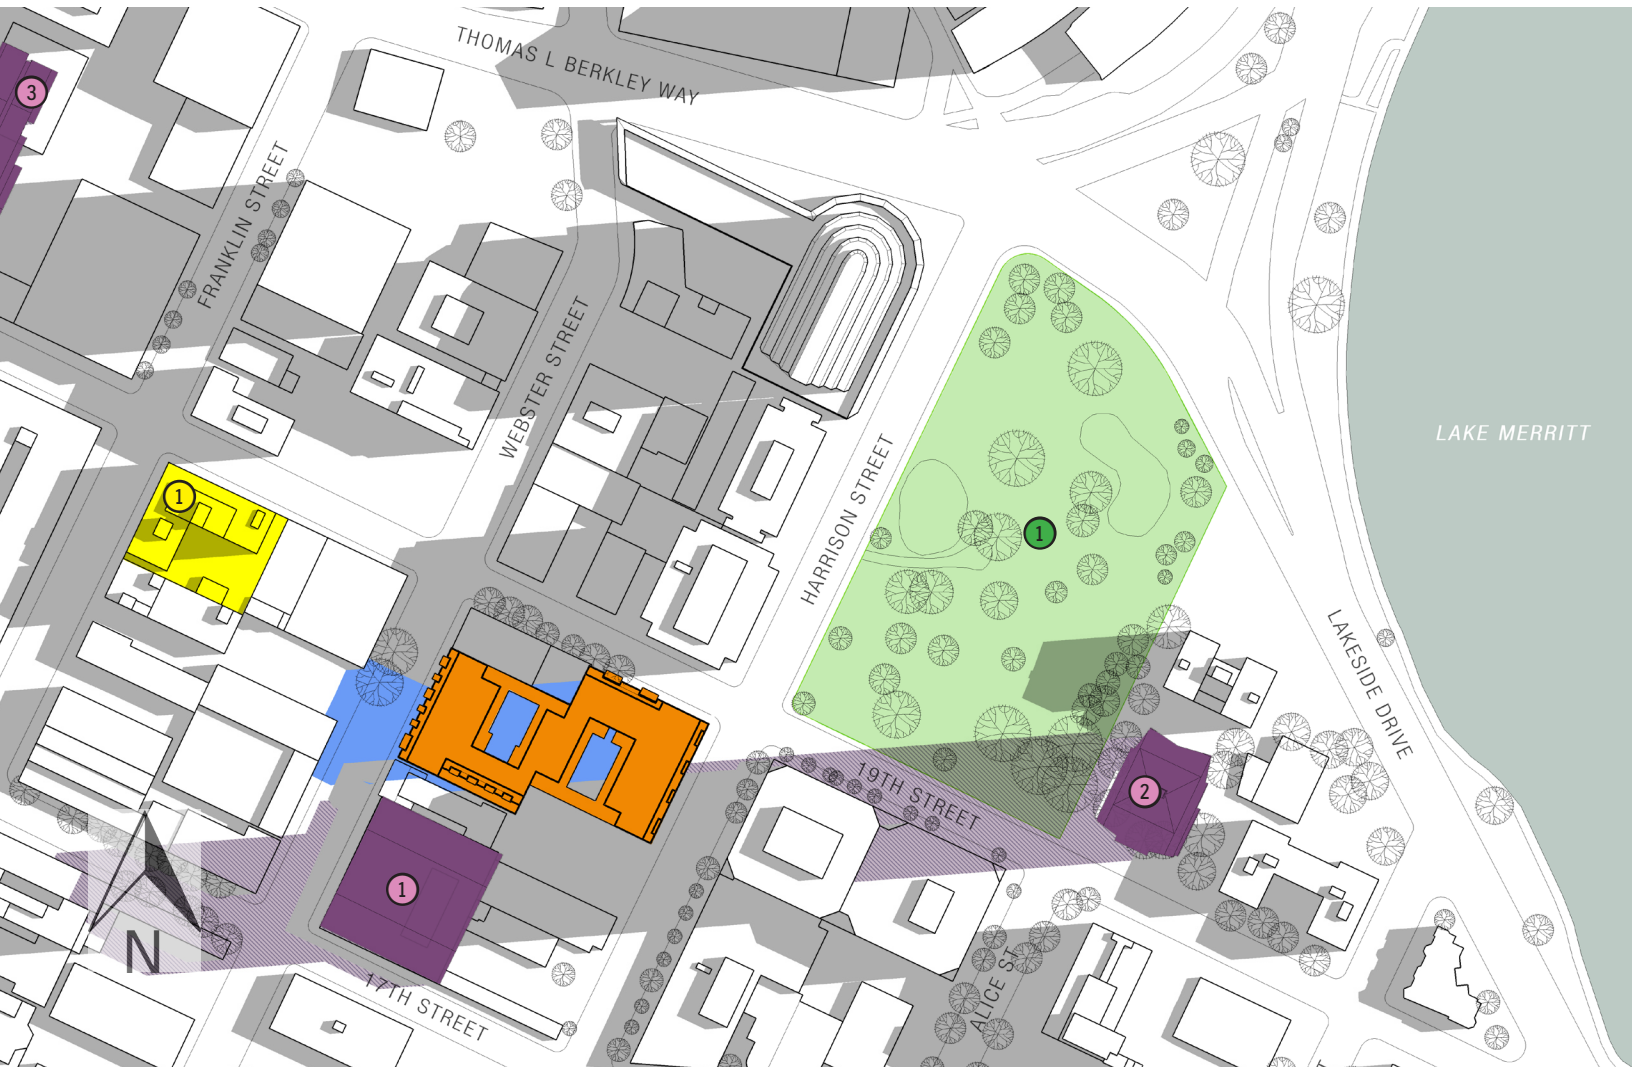 THOMAS L BERKLEY WAY
3
FRANKLIN STREET
WEBSTER STREET
HARRISON STREET
LAKE MERRITT
1
1
LAKESIDE DRIVE
19TH STREET
2
1
N
17TH STREET
ALICE ST